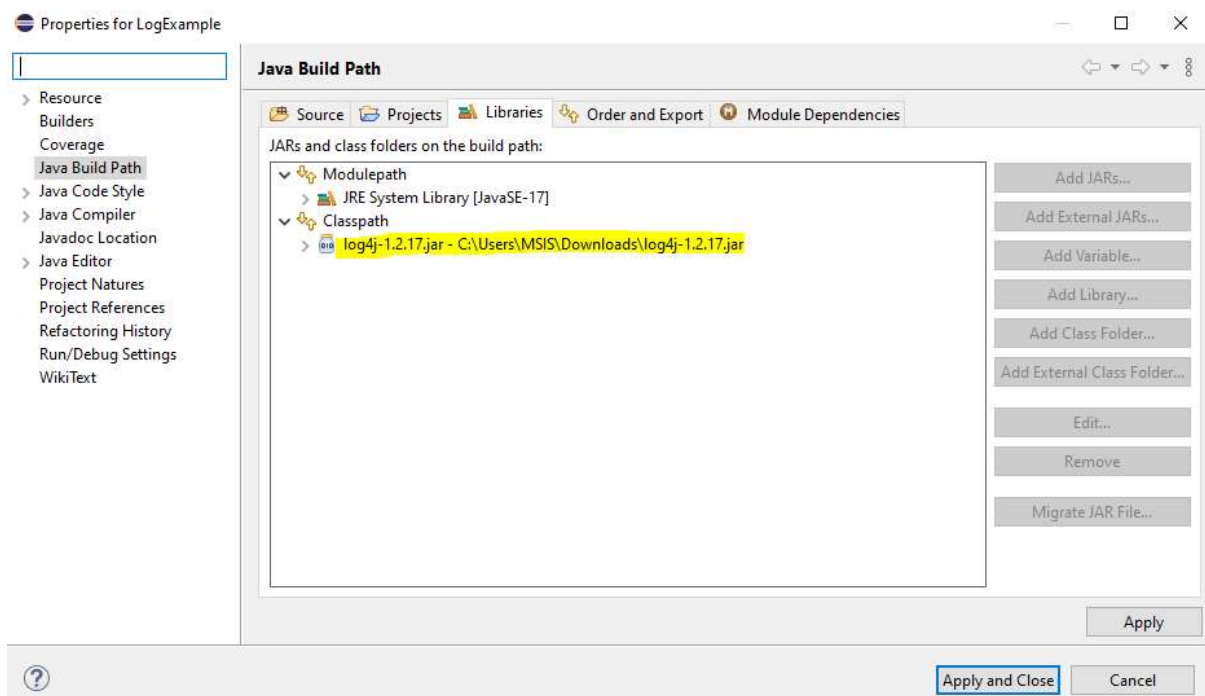 Properties for LogExample
Resource
Builders
Coverage
Java Build Path
Java Code Style
Java Compiler
Javadoc Location
Java Editor
Project Natures
Project References
Refactoring History
Run/Debug Settings
WikiText
Java Build Path
Source Projects Libraries Order and Export Module Dependencies
JARs and class folders on the build path:
Modulepath
JRE System Library [JavaSE-17]
Classpath
log4j-1.2.17.jar - C:\Users\MSIS\Downloads\log4j-1.2.17.jar
Add JARs...
Add External JARs...
Add Variable...
Add Library...
Add Class Folder...
Add External Class Folder...
Edit...
Remove
Migrate JAR File...
Apply
Apply and Close Cancel